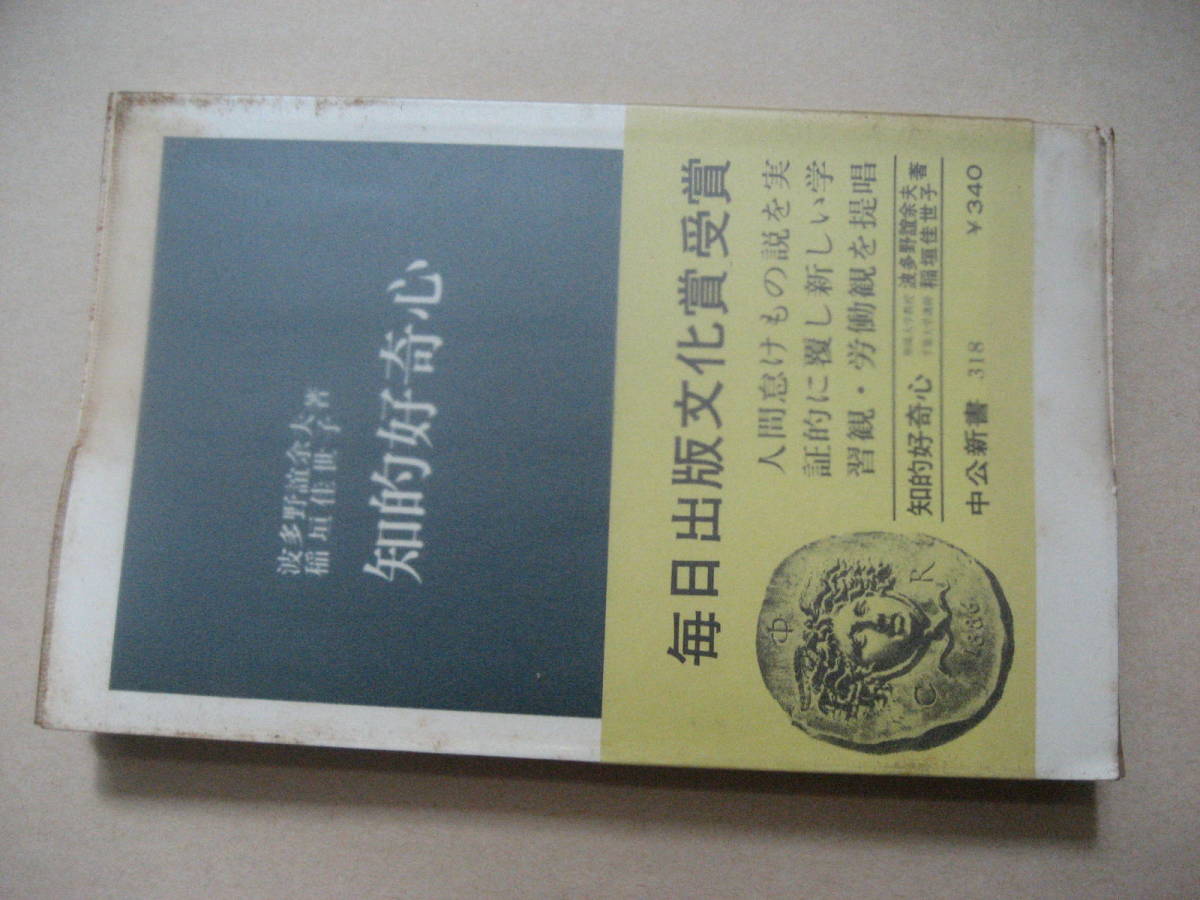 波多野誼余夫
稲垣佳世子著
知的好奇心
毎日出版文化賞受賞
人間怠けもの説を実
証的に覆し新しい学
習観・労働観を提唱
知的好奇心 波多野誼余夫 稲垣佳世子 著
中公新書 318 ¥340
Φ
C R
1886